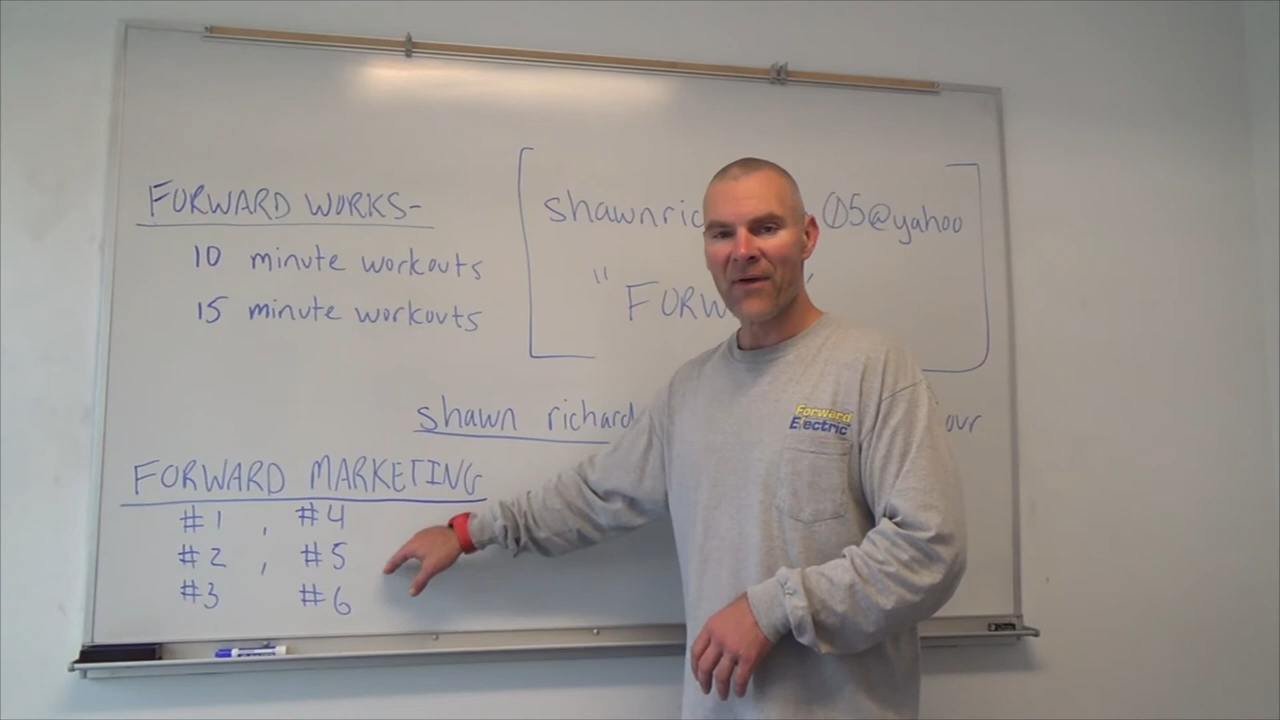 FORWARD WORKS-
10 minute workouts
15 minute workouts
shawnric 05@yahoo
"FORW "
shawn richard our
FORWARD MARKETING
#1 , #4
#2 , #5
#3 #6
Forward
Electric